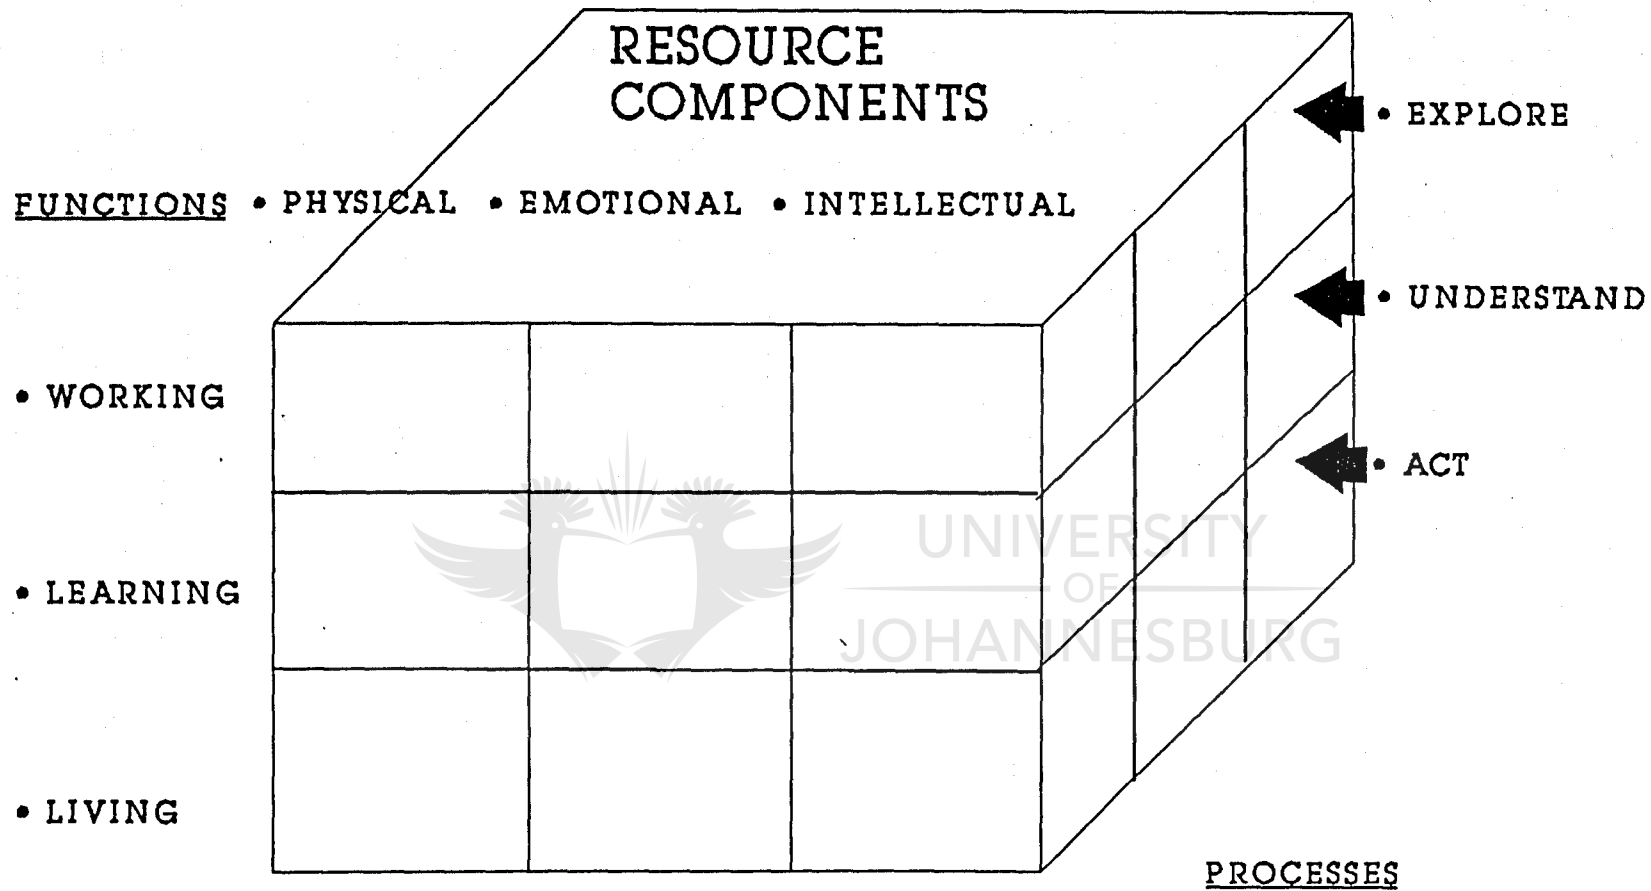 RESOURCE
COMPONENTS
• EXPLORE
FUNCTIONS • PHYSICAL • EMOTIONAL • INTELLECTUAL
• UNDERSTAND
• WORKING
• ACT
UNIVERSITY
OF
JOHANNESBURG
• LEARNING
• LIVING
PROCESSES